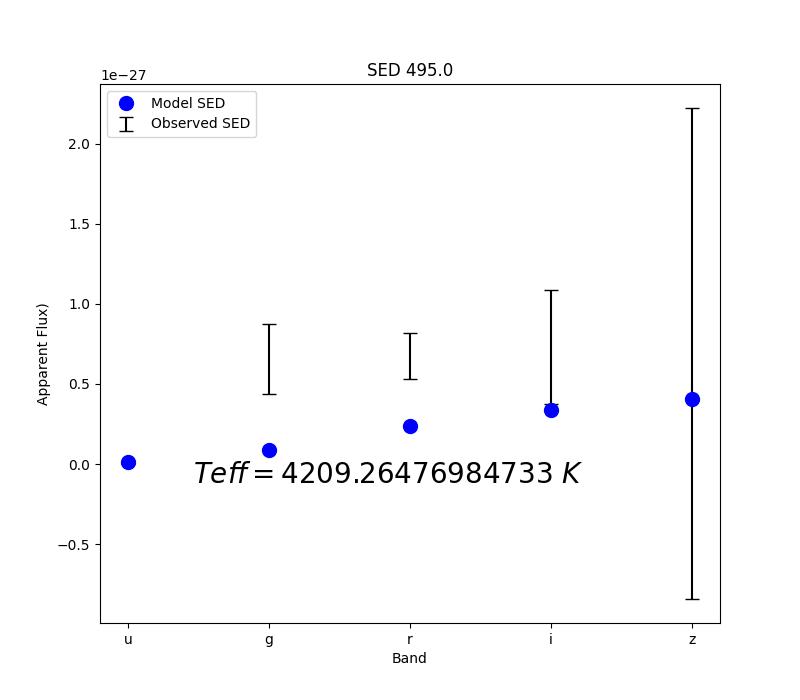 SED 495.0
1e−27
Model SED
Observed SED
2.0
1.5
1.0
0.5
0.0
−0.5
Apparent Flux)
Teff = 4209.26476984733 K
u g r i z
Band